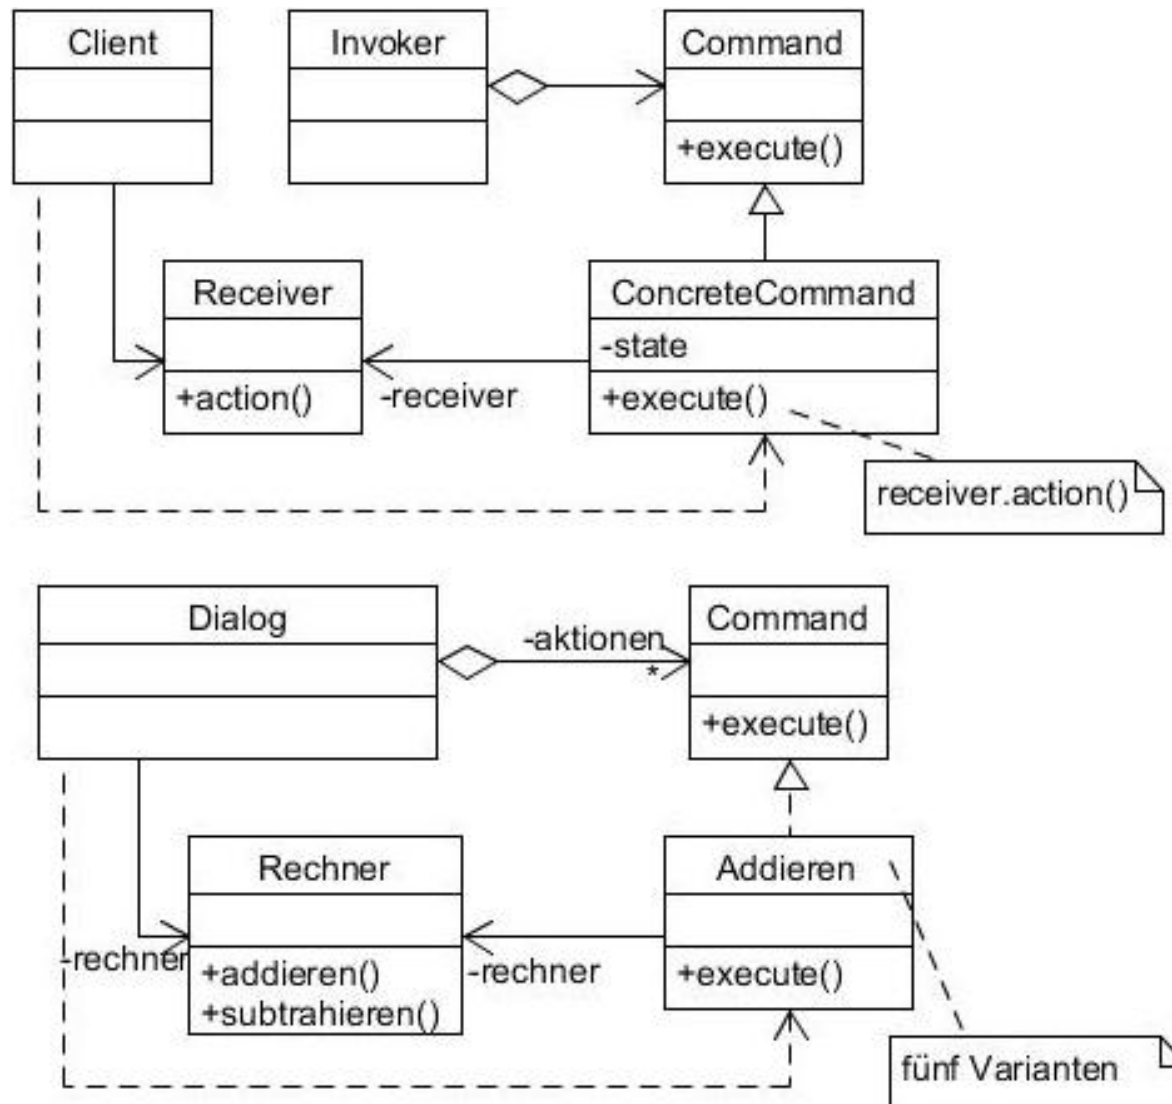 Client
Invoker
Command
+execute()
Receiver
+action()
-receiver
ConcreteCommand
-state
+execute()
receiver.action()
Dialog
-aktionen
*
Command
+execute()
Rechner
+addieren()
+subtrahieren()
-rechner
-rechner
Addieren
+execute()
fünf Varianten